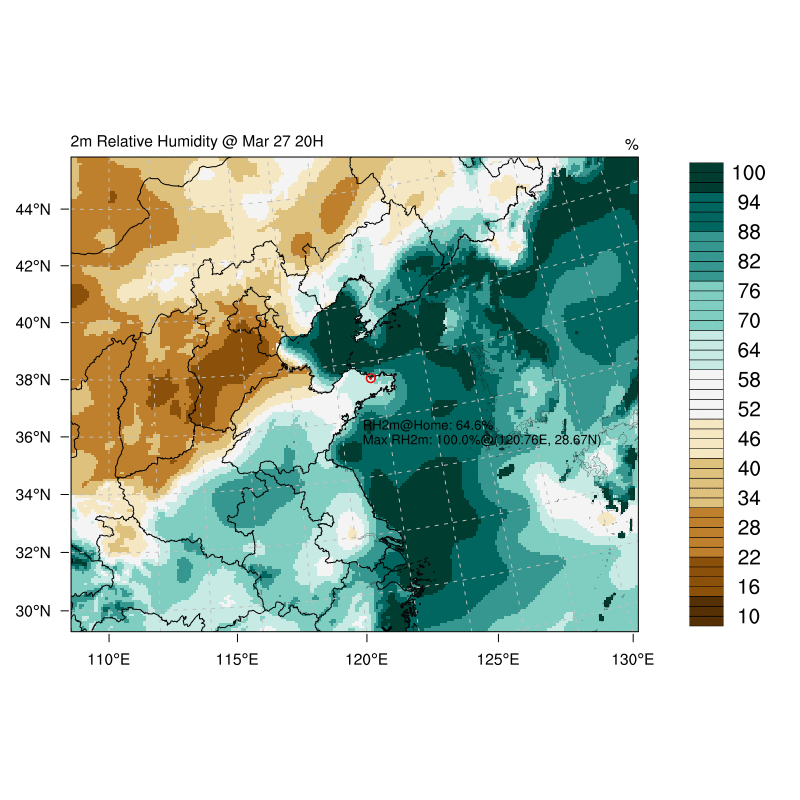 2m Relative Humidity @ Mar 27 20H
%
44°N
42°N
40°N
38°N
36°N
34°N
32°N
30°N
110°E
115°E
120°E
125°E
130°E
RH2m@Home: 64.6%
Max RH2m: 100.0%@(120.76E, 28.67N)
100
94
88
82
76
70
64
58
52
46
40
34
28
22
16
10